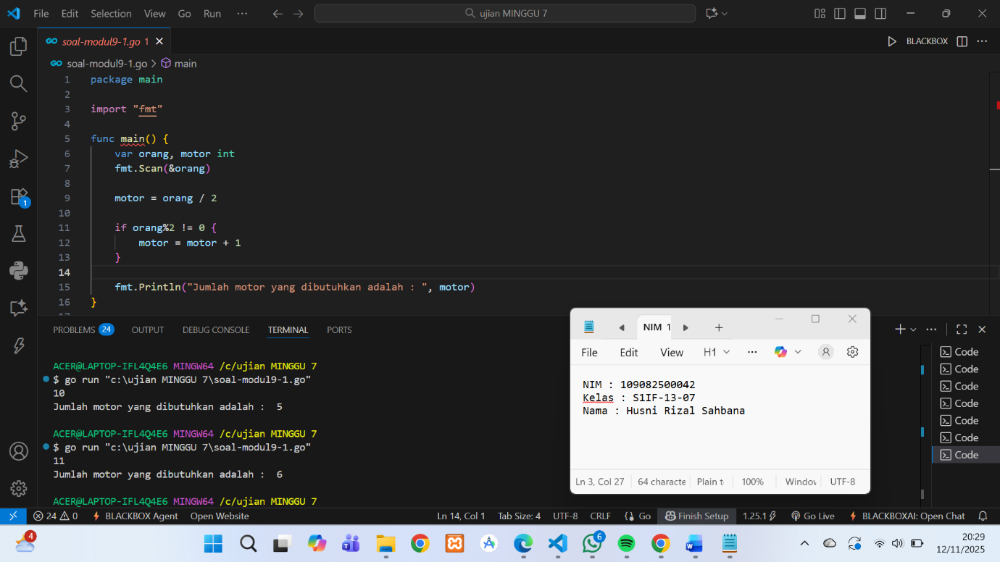 File Edit Selection View Go Run ··· ujian MINGGU 7
GO soal-modul9-1.go 1
BLACKBOX ···
GO soal-modul9-1.go > main
1 package main
2
3 import "fmt"
4
5 func main() {
6 var orang, motor int
7 fmt.Scan(&orang)
8
9 motor = orang / 2
10
11 if orang%2 != 0 {
12 motor = motor + 1
13 }
14
15 fmt.Println("Jumlah motor yang dibutuhkan adalah : ", motor)
16 }
1
PROBLEMS 24 OUTPUT DEBUG CONSOLE TERMINAL PORTS
ACER@LAPTOP-IFL4Q4E6 MINGW64 /c/ujian MINGGU 7
$ go run "c:\ujian MINGGU 7\soal-modul9-1.go"
10
Jumlah motor yang dibutuhkan adalah :  5
ACER@LAPTOP-IFL4Q4E6 MINGW64 /c/ujian MINGGU 7
$ go run "c:\ujian MINGGU 7\soal-modul9-1.go"
11
Jumlah motor yang dibutuhkan adalah :  6
ACER@LAPTOP-IFL4Q4E6 MINGW64 /c/ujian MINGGU 7
Code
Code
Code
Code
Code
Code
Code
NIM 1
File Edit View H1 ···
NIM : 109082500042
Kelas : S1IF-13-07
Nama : Husni Rizal Sahbana
Ln 3, Col 27 64 characte Plain t 100% Window UTF-8
24 0 BLACKBOX Agent Open Website Ln 14, Col 1 Tab Size: 4 UTF-8 CRLF {} Go Finish Setup 1.25.1 Go Live BLACKBOXAI: Open Chat
4
6
20:29
12/11/2025